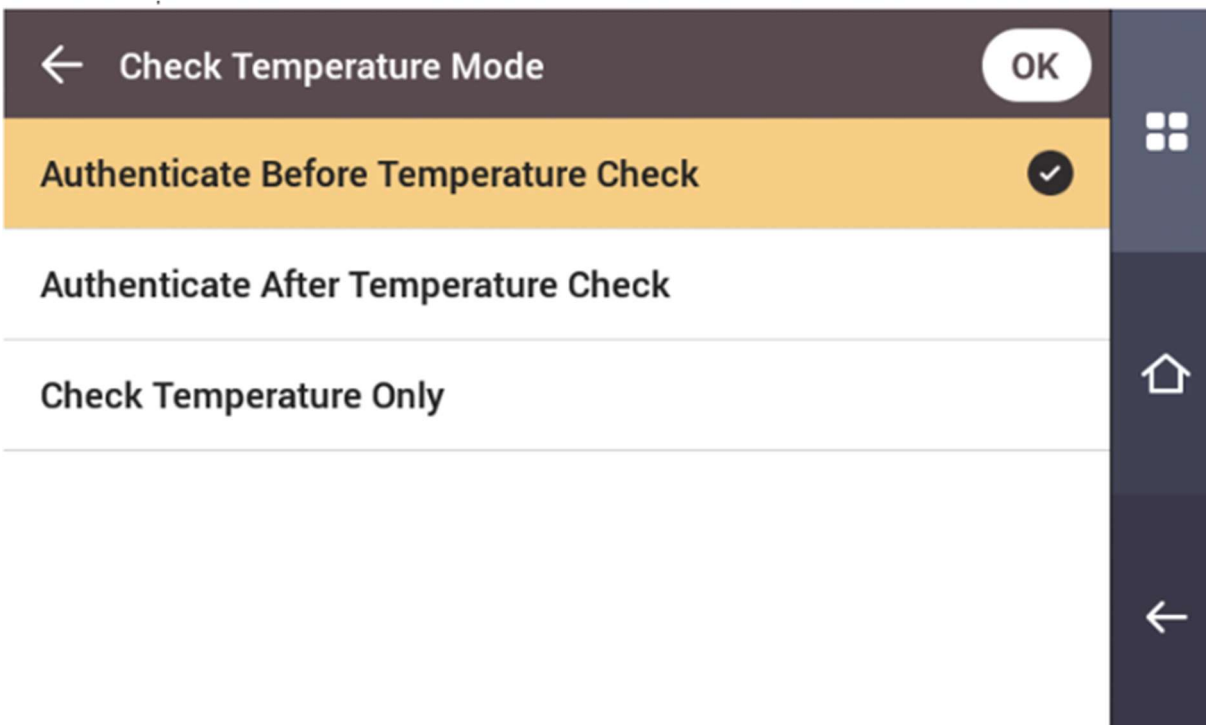 Check Temperature Mode
OK
Authenticate Before Temperature Check
Authenticate After Temperature Check
Check Temperature Only